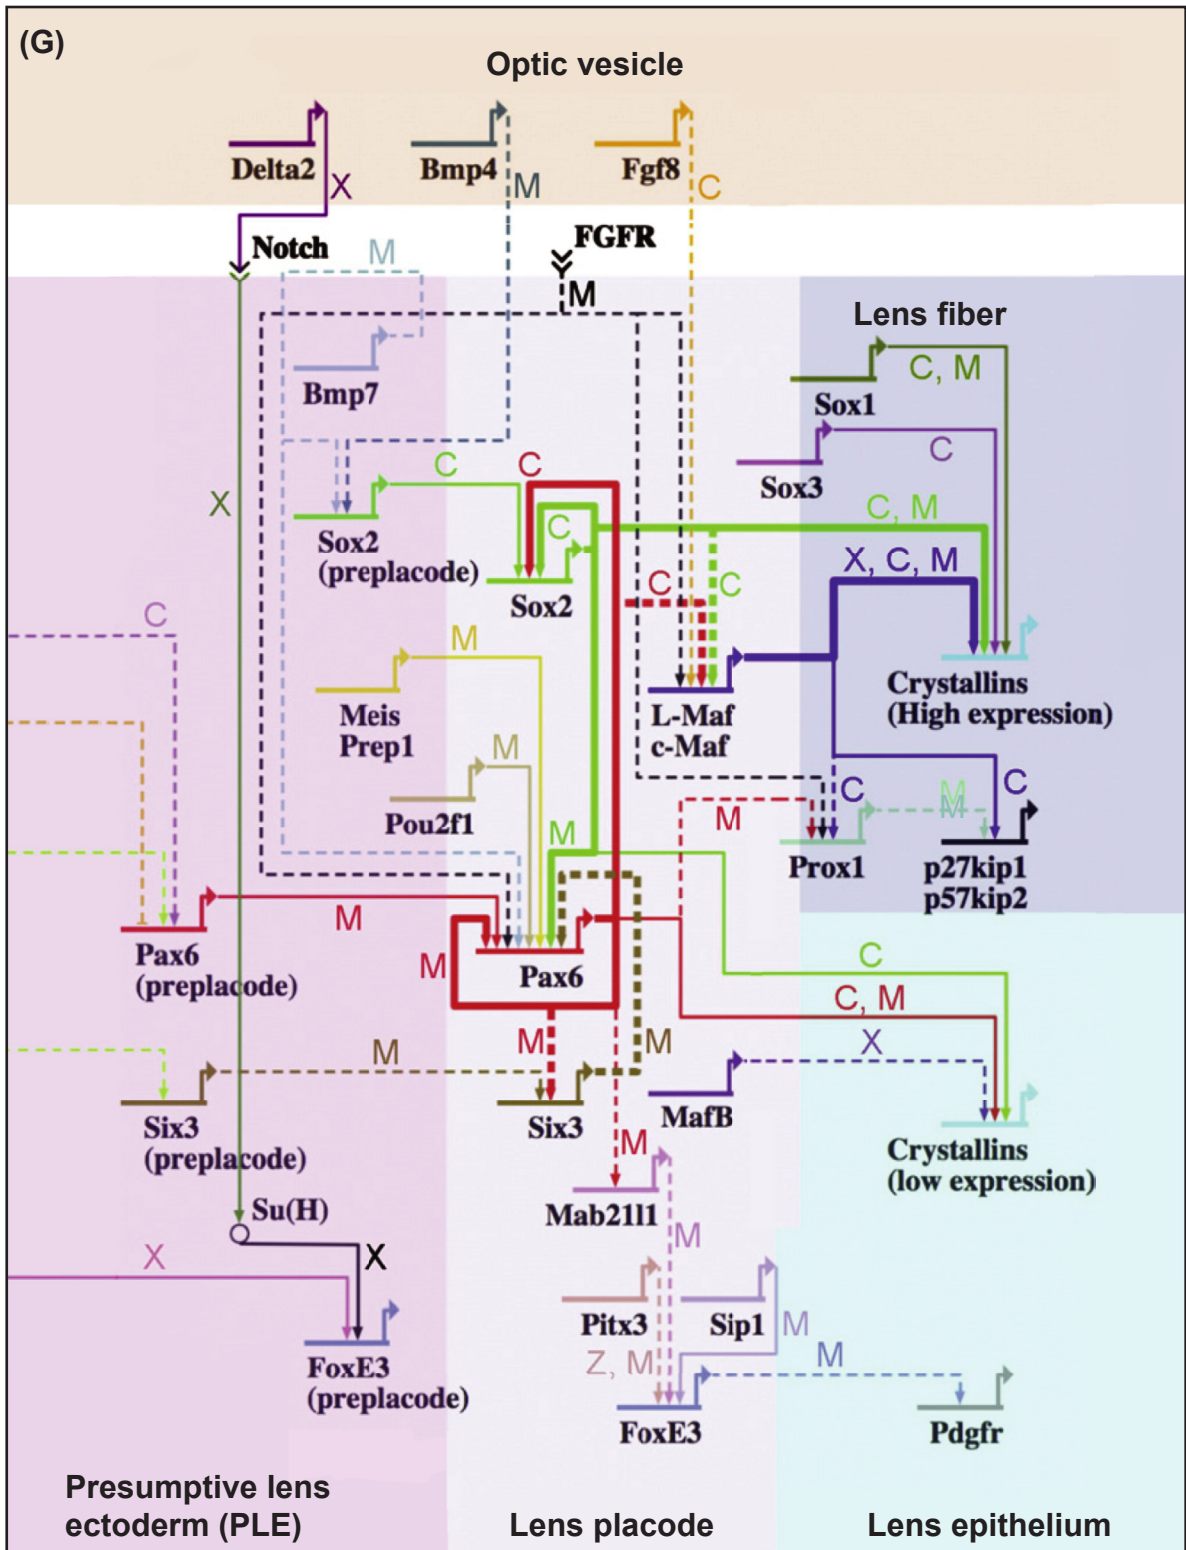 (G)
Optic vesicle
Delta2
Bmp4
Fgf8
X
M
C
Notch
M
FGFR
M
Lens fiber
Bmp7
C, M
Sox1
C
Sox3
C
C
X
C
C, M
Sox2
(preplacode)
Sox2
X, C, M
C
C
C
M
Meis
Prep1
L-Maf
c-Maf
Crystallins
(High expression)
M
Pou2f1
M
M
C
M
M
C
Prox1
p27kip1
p57kip2
M
Pax6
(preplacode)
M
Pax6
C
C, M
M
M
M
X
Six3
(preplacode)
Six3
MafB
M
Crystallins
(low expression)
Mab21l1
Su(H)
M
X
X
Pitx3
Sip1
M
Z, M
M
FoxE3
(preplacode)
FoxE3
Pdgfr
Presumptive lens
ectoderm (PLE)
Lens placode
Lens epithelium